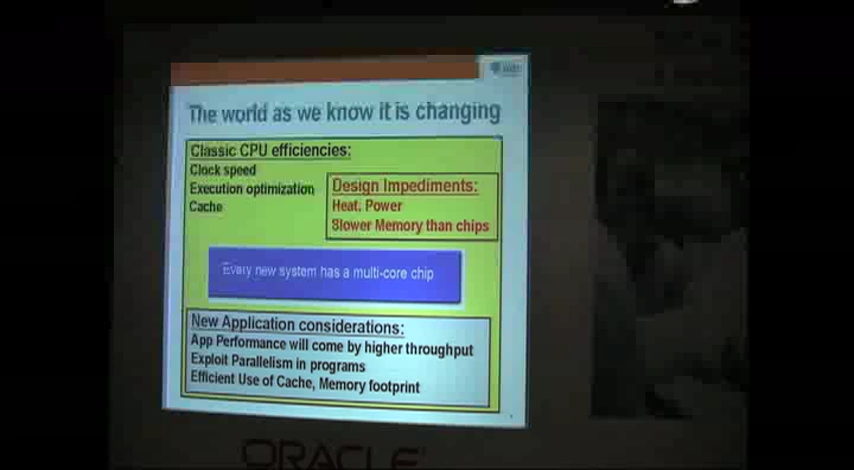 The world as we know it is changing
Classic CPU efficiencies:
Clock speed
Execution optimization
Cache
Design Impediments:
Heat, Power
Slower Memory than chips
Every new system has a multi-core chip
New Application considerations:
App Performance will come by higher throughput
Exploit Parallelism in programs
Efficient Use of Cache, Memory footprint
ORACLE